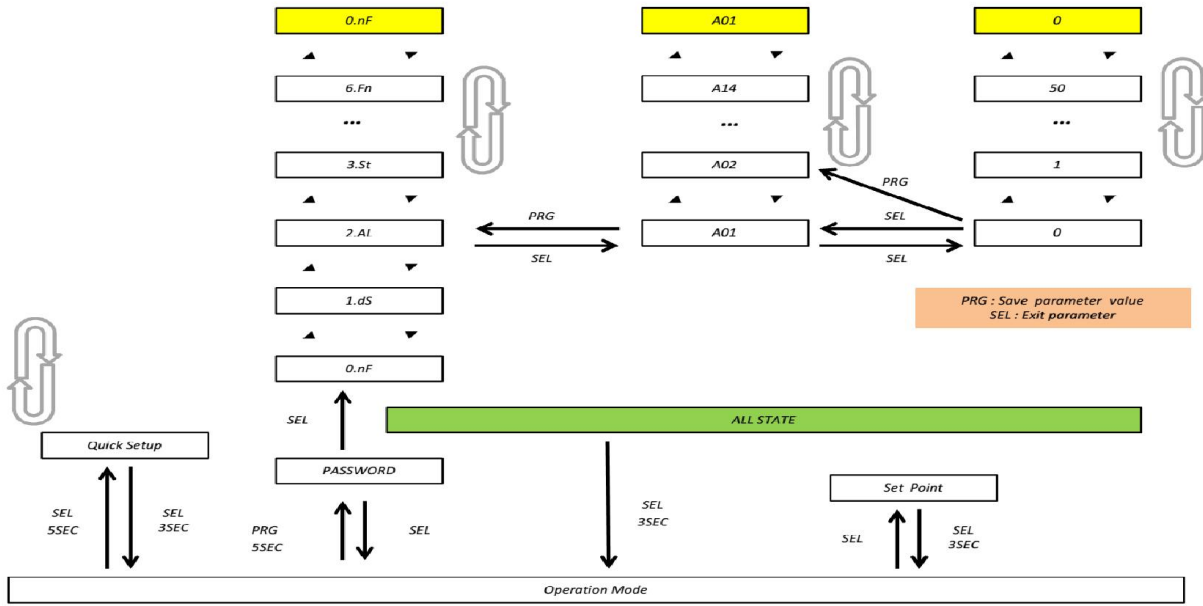 0.nF
A01
0
6.Fn
A14
50
...
...
...
3.St
A02
1
PRG
PRG
SEL
2.AL
A01
0
SEL
SEL
1.dS
PRG : Save parameter value
SEL : Exit parameter
0.nF
SEL
ALL STATE
Quick Setup
PASSWORD
Set Point
SEL
5SEC
SEL
3SEC
PRG
5SEC
SEL
SEL
3SEC
SEL
SEL
3SEC
Operation Mode